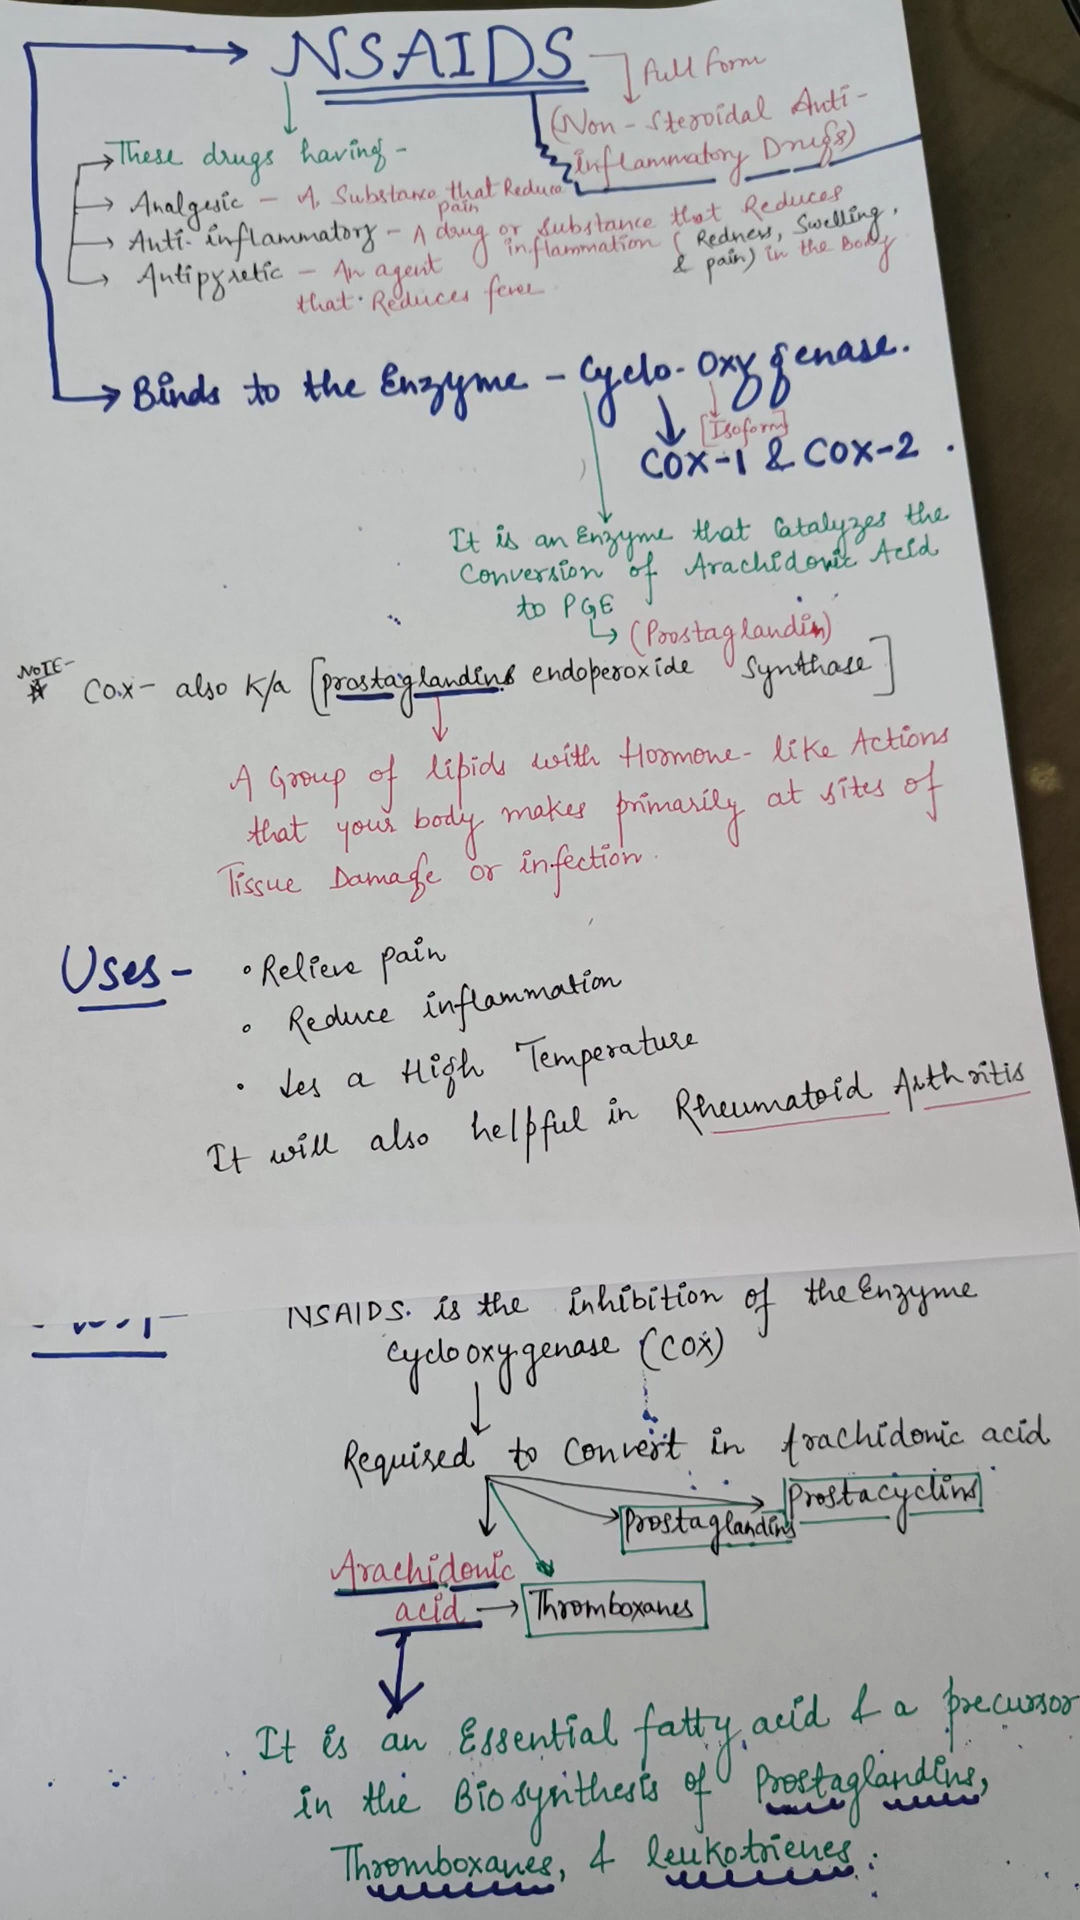 NSAIDS
Full Form
(Non-Steroidal Anti-
inflammatory Drugs)
These drugs having-
Analgesic - A Substance that Reduce
pain
Anti-inflammatory - A drug or substance that Reduces
inflammation ( Redness, Swelling,
& pain) in the Body
Antipyretic - An agent
that Reduces fever
Binds to the Enzyme - Cyclo-Oxygenase.
[Isoform]
COX-1 & COX-2.
It is an Enzyme that Catalyzes the
Conversion of Arachidonic Acid
to PGE
(Prostaglandin)
NOTE-
Cox- also K/a [prostaglandins endoperoxide Synthase]
A Group of lipids with Hormone-like Actions
that your body makes primarily at sites of
Tissue Damage or infection.
Uses-
• Relieve pain
• Reduce inflammation
• ↓es a High Temperature
It will also helpful in Rheumatoid Arthritis
NSAIDS. is the inhibition of the Enzyme
Cyclooxygenase (COX)
Required to Convert in Arachidonic acid
Prostacyclins
Prostaglandins
Arachidonic
acid → Thromboxanes
It is an Essential fatty acid & a precursor
in the Biosynthesis of Prostaglandins,
Thromboxanes, & leukotrienes.